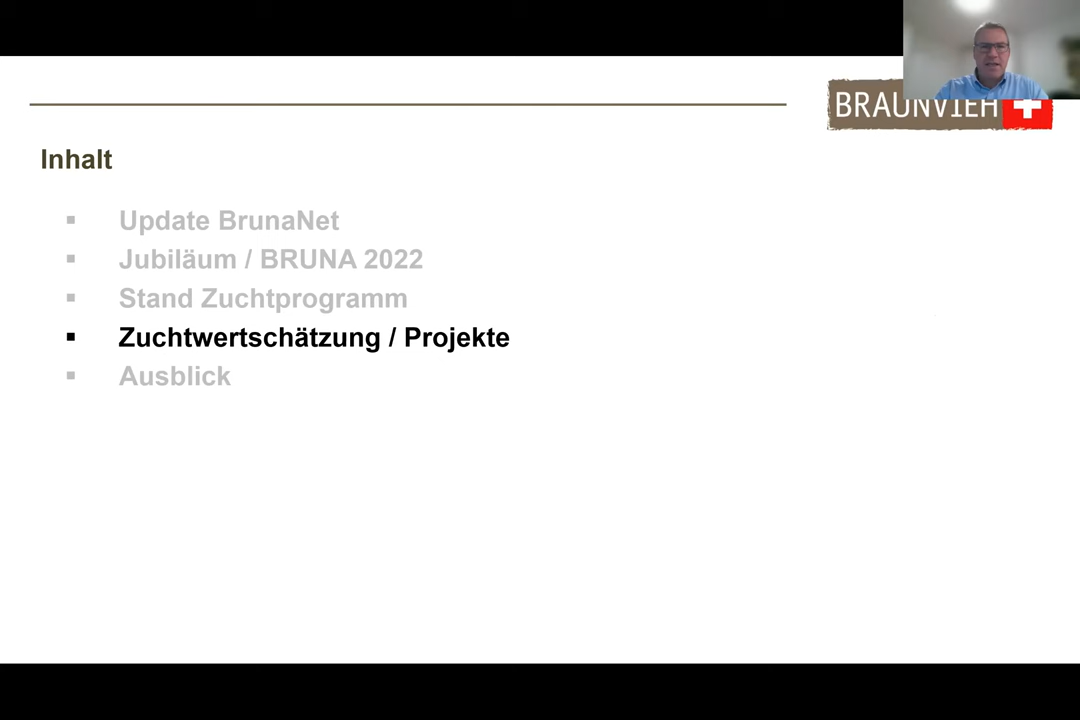 BRAUNVIEH
Inhalt
▪ Update BrunaNet
▪ Jubiläum / BRUNA 2022
▪ Stand Zuchtprogramm
▪ Zuchtwertschätzung / Projekte
▪ Ausblick